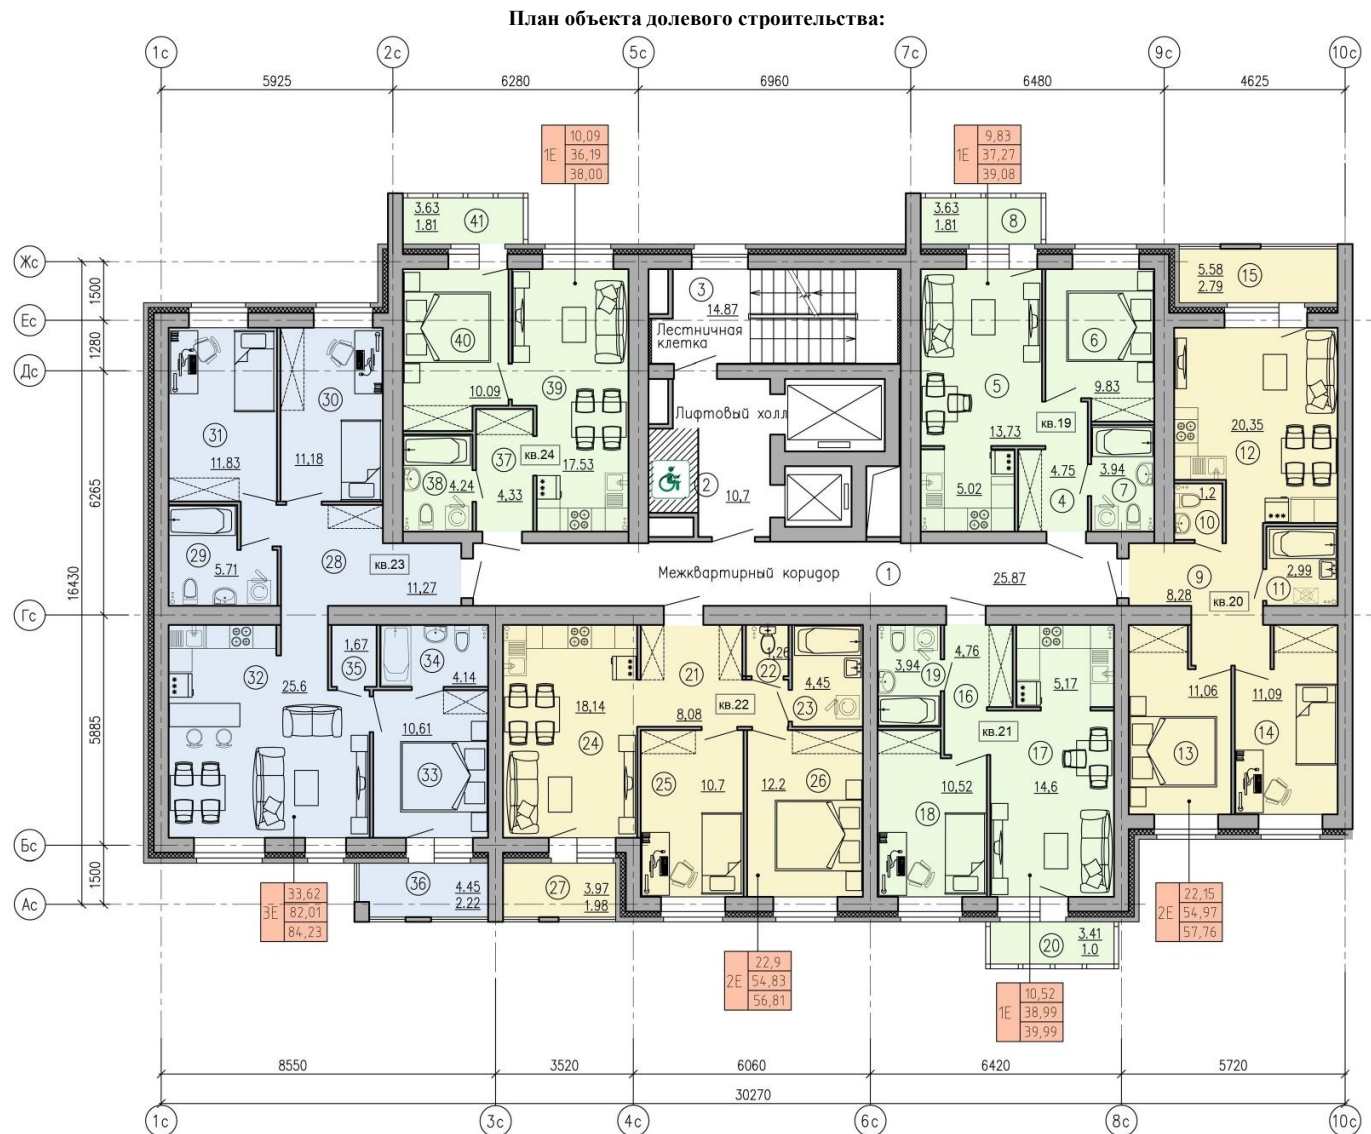 План объекта долевого строительства:
1с 2с 5с 7с 9с 10с
5925 6280 6960 6480 4625
1Е 10,09 36,19 38,00
1Е 9,83 37,27 39,08
3.63 1.81 41
3.63 1.81 8
Жс
5.58 2.79 15
1500
3
14.87
Лестничная
клетка
Ес
1280
40
6
Дс
39
5
10.09
9.83
30
Лифтовый холл
кв.19
20,35
12
31
13.73
11.83
11,18
37
кв.24
17.53
4.75
3.94
6265
38
4.24
4,33
2
10,7
5.02
4
7
1,2
10
29
5.71
28
кв.23
11,27
Межквартирный коридор
1
25.87
9
8,28
2,99
11
кв.20
16430
Гс
1,67
35
34
4.14
32
25.6
21
22
4.45
23
3,94
19
4,76
16
5,17
11,06
11,09
18,14
8,08
кв.22
10,61
5885
24
кв.21
17
13
14
33
25
10.7
12.2
26
10,52
18
14,6
Бс
1500
36
4.45 2.22
27
3.97 1.98
Ас
3Е 33,62 82,01 84,23
2Е 22,15 54,97 57,76
20
3,41 1.0
2Е 22,9 54,83 56,81
1Е 10,52 38,99 39,99
8550 3520 6060 6420 5720
30270
1с 3с 4с 6с 8с 10с